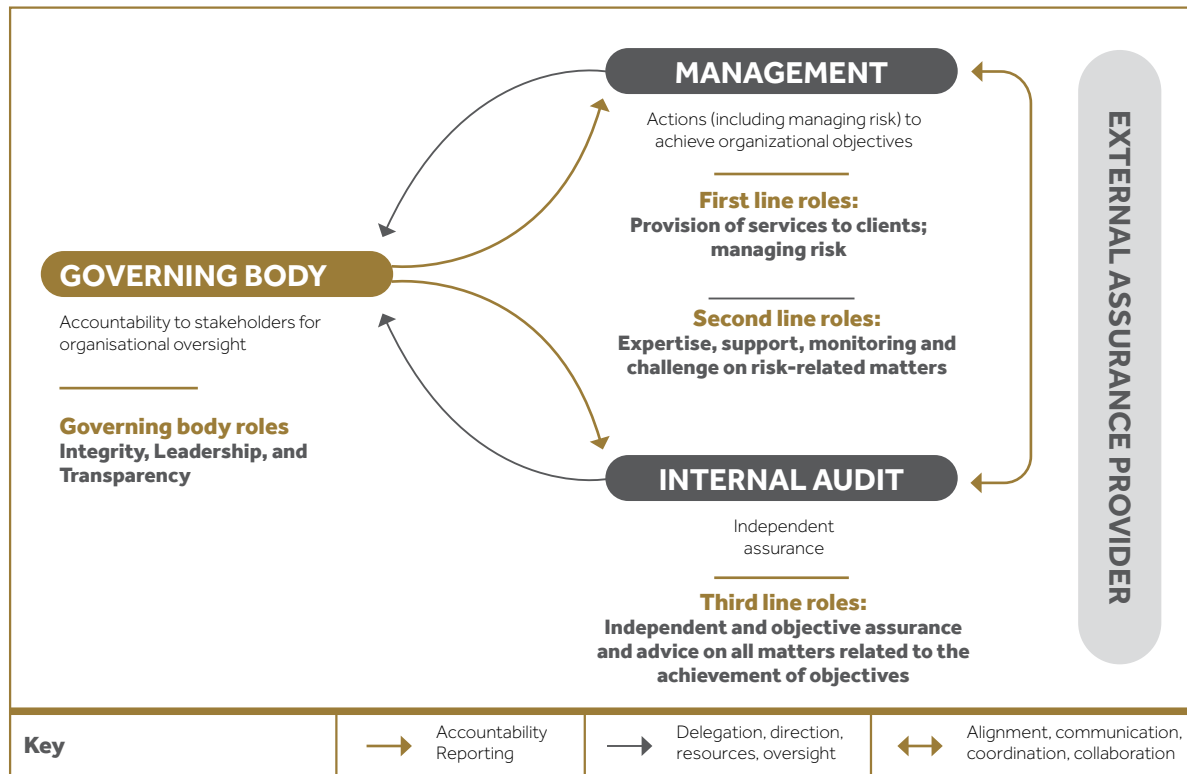 MANAGEMENT
Actions (including managing risk) to
achieve organizational objectives
First line roles:
Provision of services to clients;
managing risk
Second line roles:
Expertise, support, monitoring and
challenge on risk-related matters
GOVERNING BODY
Accountability to stakeholders for
organisational oversight
Governing body roles
Integrity, Leadership, and
Transparency
INTERNAL AUDIT
Independent
assurance
Third line roles:
Independent and objective assurance
and advice on all matters related to the
achievement of objectives
EXTERNAL ASSURANCE PROVIDER
Key
Accountability
Reporting
Delegation, direction,
resources, oversight
Alignment, communication,
coordination, collaboration